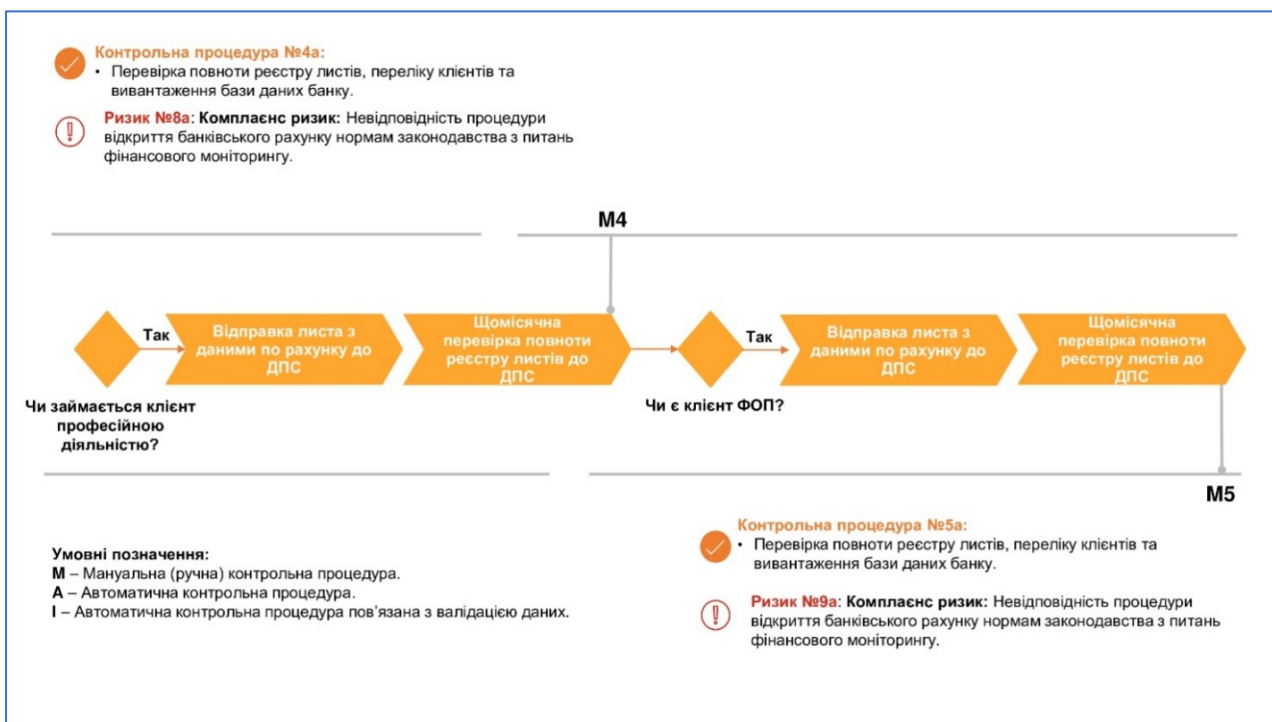 Контрольна процедура №4а:
• Перевірка повноти реєстру листів, переліку клієнтів та
вивантаження бази даних банку.
Ризик №8а: Комплаєнс ризик: Невідповідність процедури
відкриття банківського рахунку нормам законодавства з питань
фінансового моніторингу.
М4
Так
Відправка листа з
даними по рахунку до
ДПС
Щомісячна
перевірка повноти
реєстру листів до
ДПС
Так
Відправка листа з
даними по рахунку до
ДПС
Щомісячна
перевірка повноти
реєстру листів до
ДПС
Чи займається клієнт
професійною
діяльністю?
Чи є клієнт ФОП?
М5
Контрольна процедура №5а:
• Перевірка повноти реєстру листів, переліку клієнтів та
вивантаження бази даних банку.
Ризик №9а: Комплаєнс ризик: Невідповідність процедури
відкриття банківського рахунку нормам законодавства з питань
фінансового моніторингу.
Умовні позначення:
М – Мануальна (ручна) контрольна процедура.
А – Автоматична контрольна процедура.
І – Автоматична контрольна процедура пов’язана з валідацією даних.